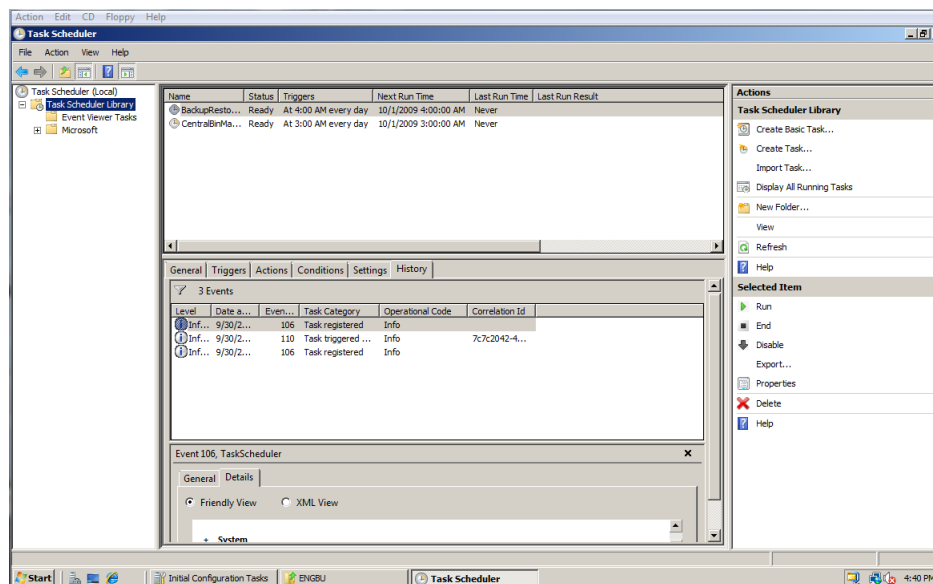 Action Edit CD Floppy Help
Task Scheduler
File Action View Help
Task Scheduler (Local)
Task Scheduler Library
Event Viewer Tasks
Microsoft
Name Status Triggers Next Run Time Last Run Time Last Run Result
BackupResto... Ready At 4:00 AM every day 10/1/2009 4:00:00 AM Never
CentralBinMa... Ready At 3:00 AM every day 10/1/2009 3:00:00 AM Never
General Triggers Actions Conditions Settings History
3 Events
Level Date a... Even... Task Category Operational Code Correlation Id
Inf... 9/30/2... 106 Task registered Info
Inf... 9/30/2... 110 Task triggered ... Info 7c7c2042-4...
Inf... 9/30/2... 106 Task registered Info
Event 106, TaskScheduler
General Details
Friendly View XML View
+ System
Actions
Task Scheduler Library
Create Basic Task...
Create Task...
Import Task...
Display All Running Tasks
New Folder...
View
Refresh
Help
Selected Item
Run
End
Disable
Export...
Properties
Delete
Help
Start Initial Configuration Tasks ENGBU Task Scheduler 4:40 PM